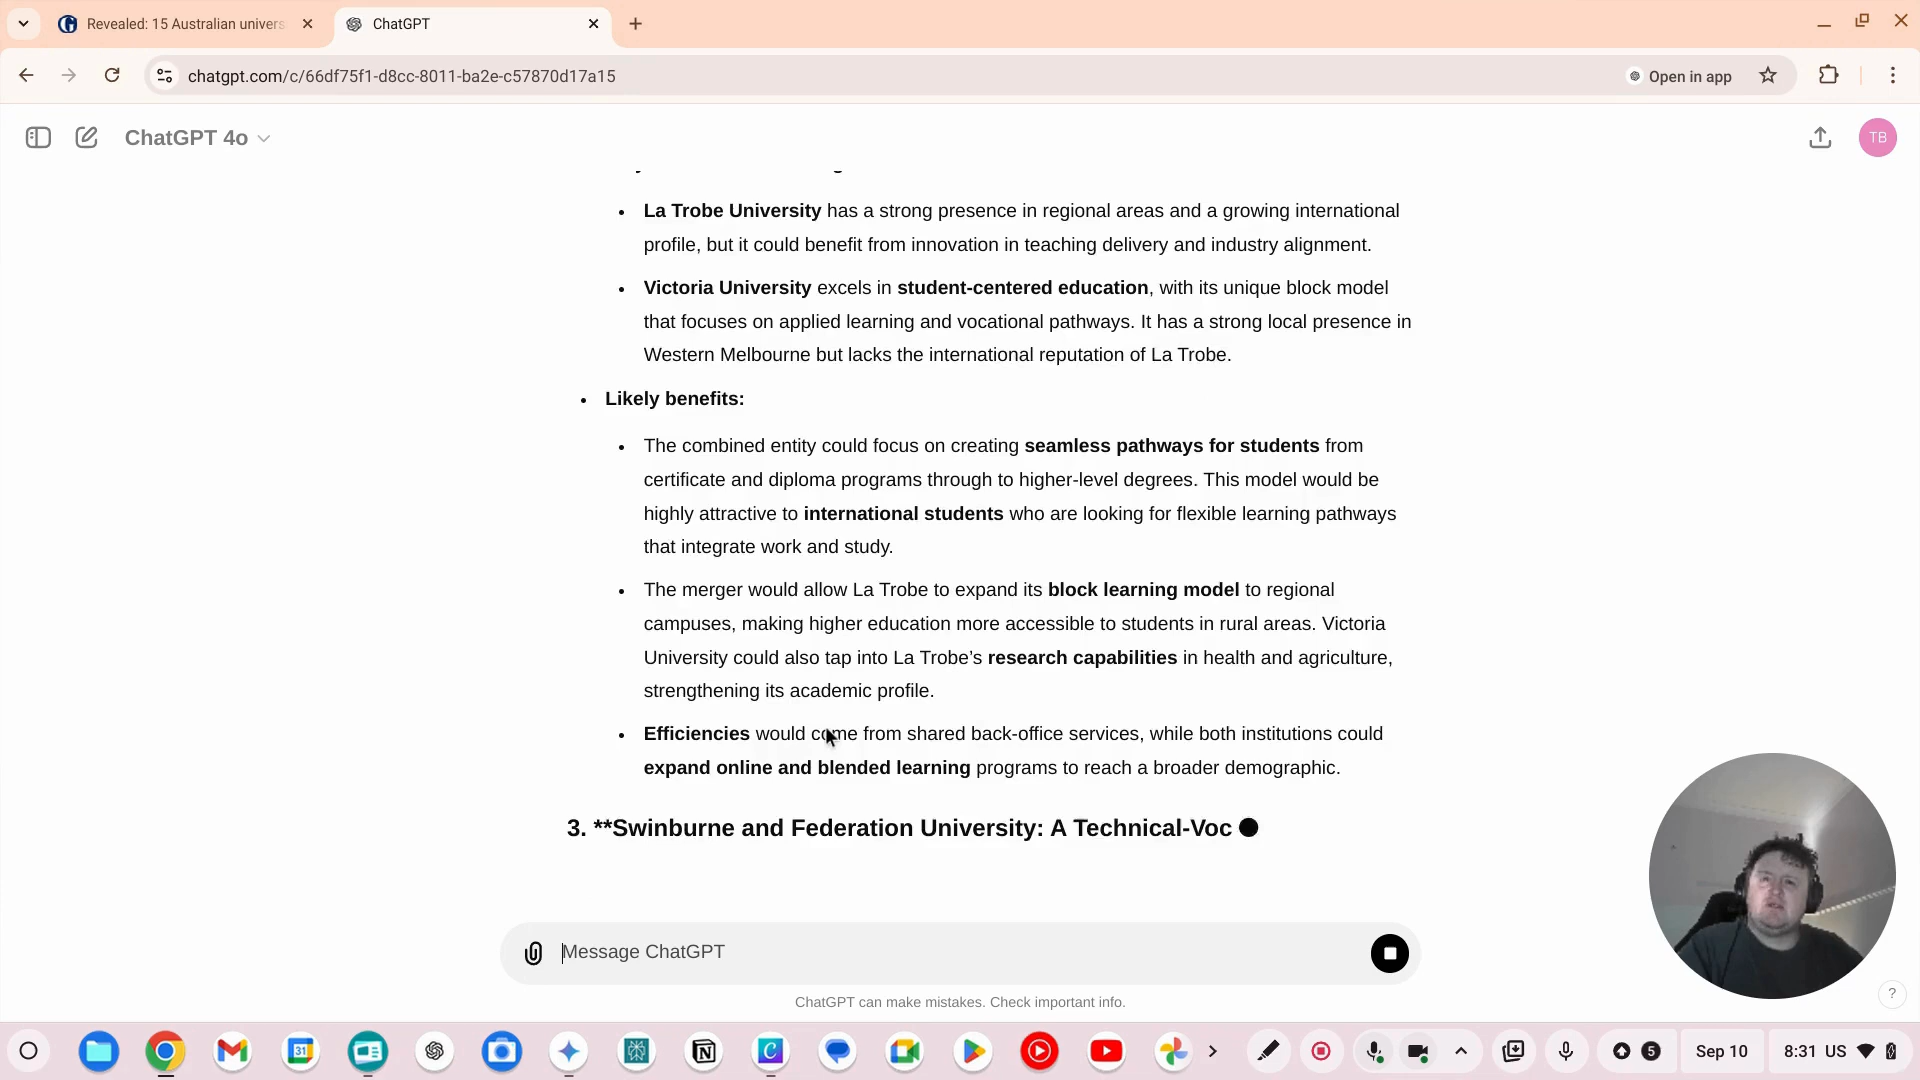 Revealed: 15 Australian univers
ChatGPT
chatgpt.com/c/66df75f1-d8cc-8011-ba2e-c57870d17a15
Open in app
ChatGPT 4o
TB
La Trobe University has a strong presence in regional areas and a growing international
profile, but it could benefit from innovation in teaching delivery and industry alignment.
Victoria University excels in student-centered education, with its unique block model
that focuses on applied learning and vocational pathways. It has a strong local presence in
Western Melbourne but lacks the international reputation of La Trobe.
Likely benefits:
The combined entity could focus on creating seamless pathways for students from
certificate and diploma programs through to higher-level degrees. This model would be
highly attractive to international students who are looking for flexible learning pathways
that integrate work and study.
The merger would allow La Trobe to expand its block learning model to regional
campuses, making higher education more accessible to students in rural areas. Victoria
University could also tap into La Trobe’s research capabilities in health and agriculture,
strengthening its academic profile.
Efficiencies would come from shared back-office services, while both institutions could
expand online and blended learning programs to reach a broader demographic.
3. **Swinburne and Federation University: A Technical-Voc
Message ChatGPT
ChatGPT can make mistakes. Check important info.
?
31
5
Sep 10
8:31 US